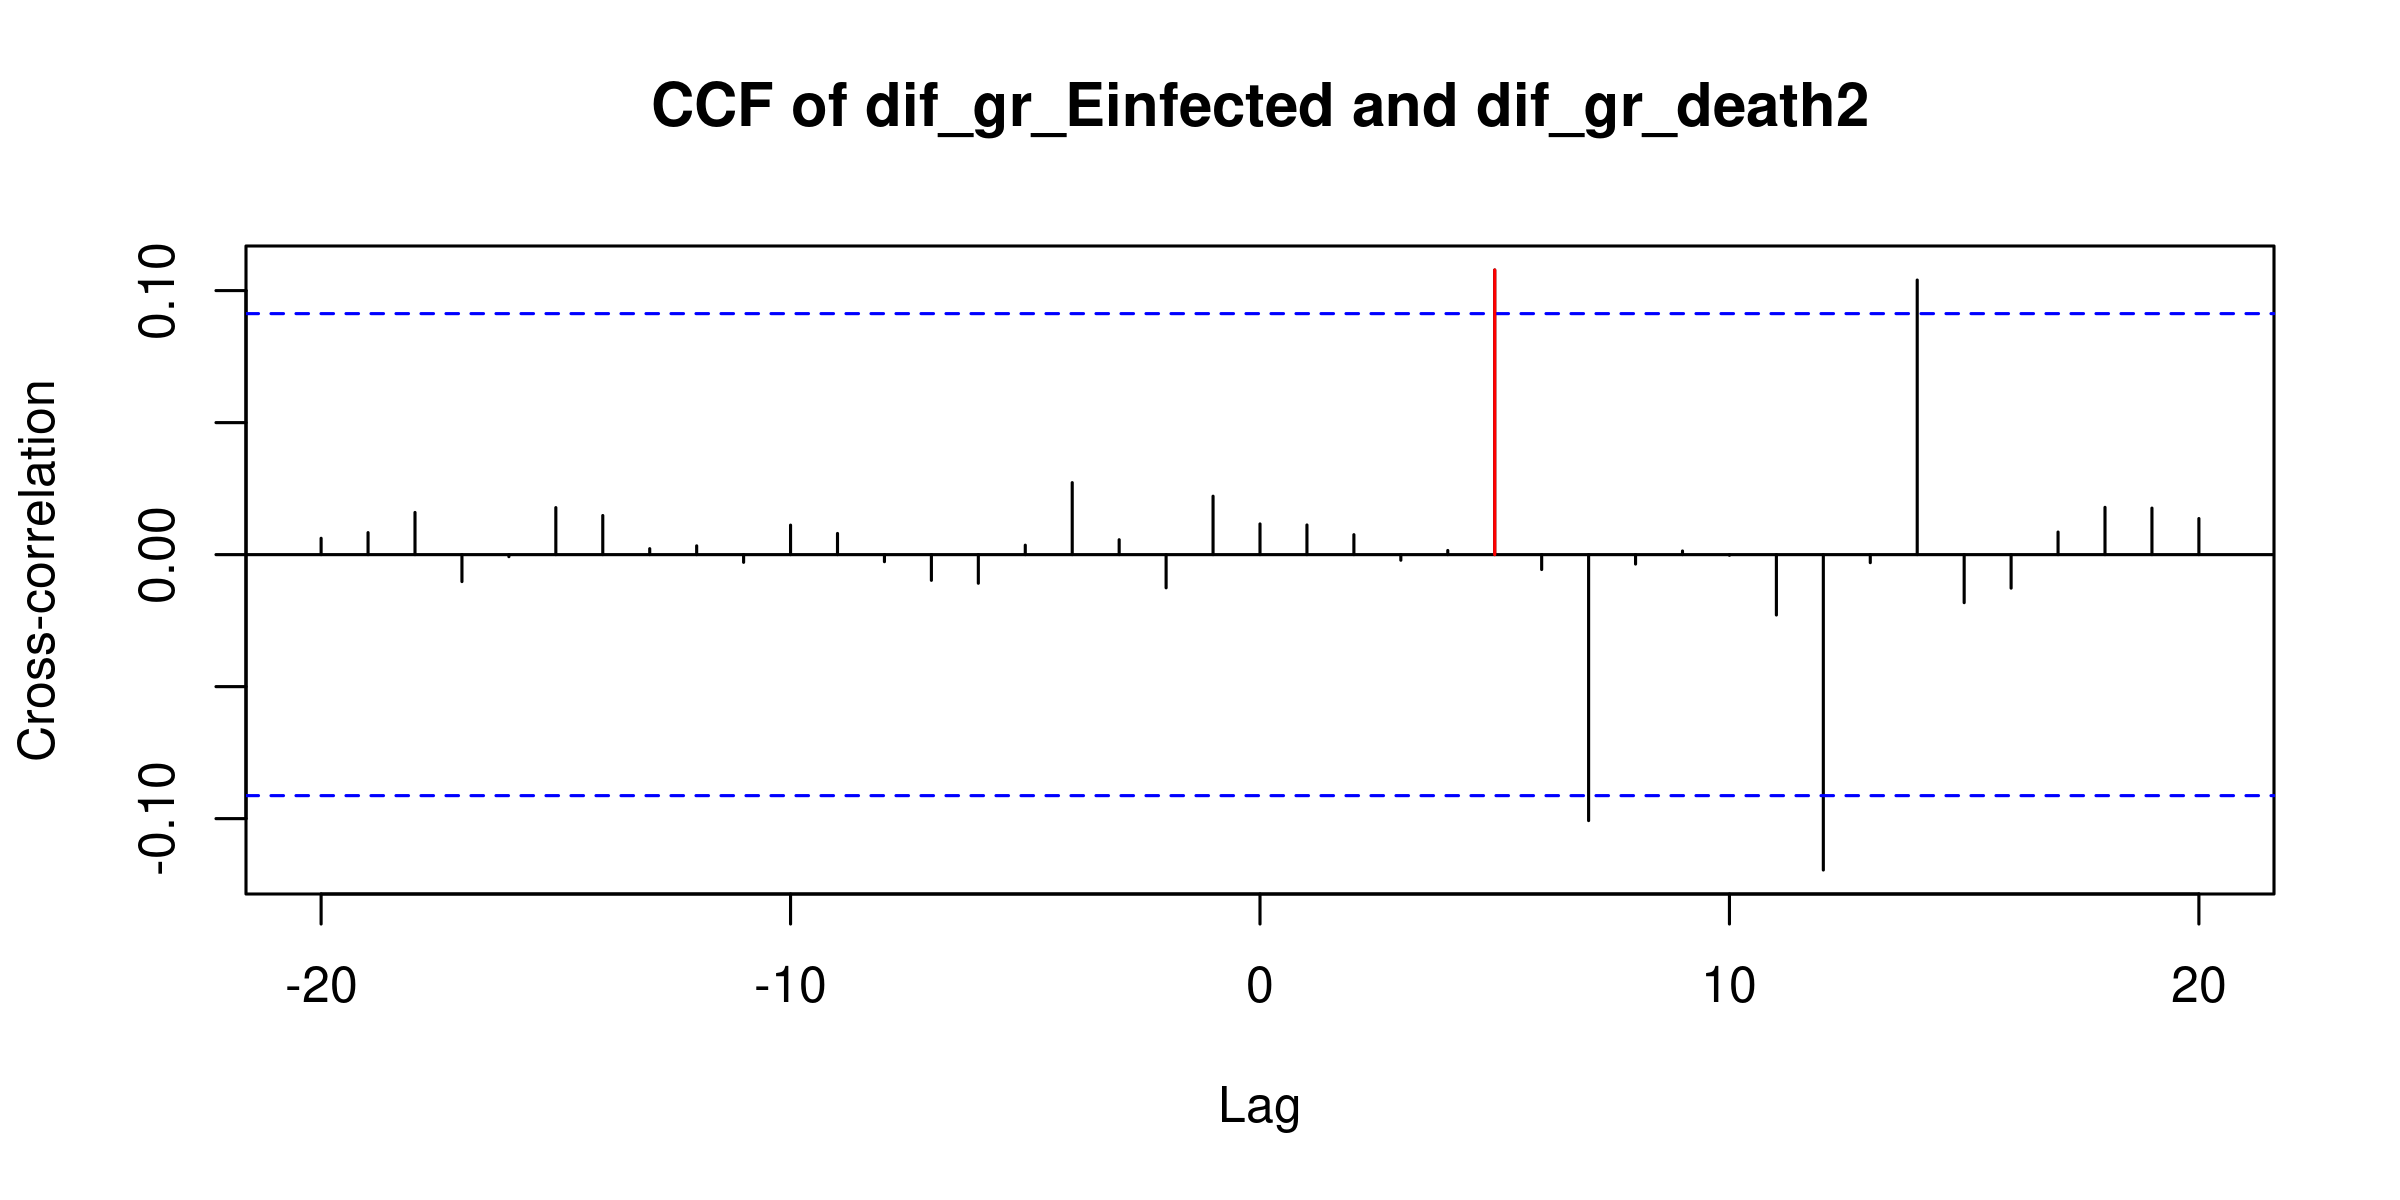 CCF of dif_gr_Einfected and dif_gr_death2
Cross-correlation
0.10
0.00
-0.10
-20
-10
0
10
20
Lag